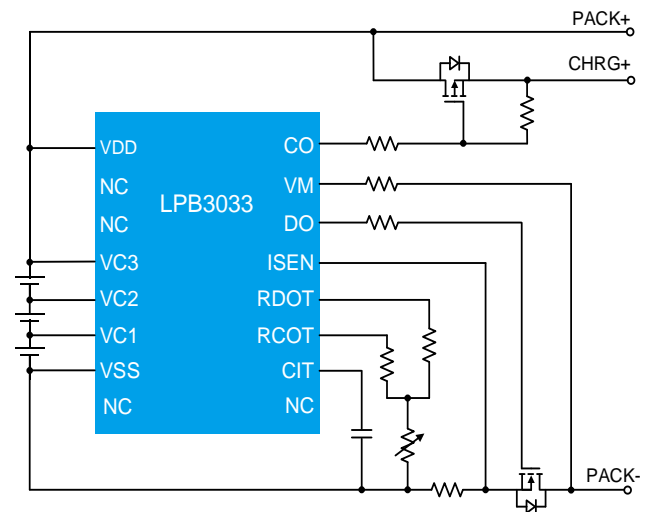 PACK+
CHRG+
VDD
NC
NC
VC3
VC2
VC1
VSS
NC
LPB3033
CO
VM
DO
ISEN
RDOT
RCOT
CIT
NC
PACK-